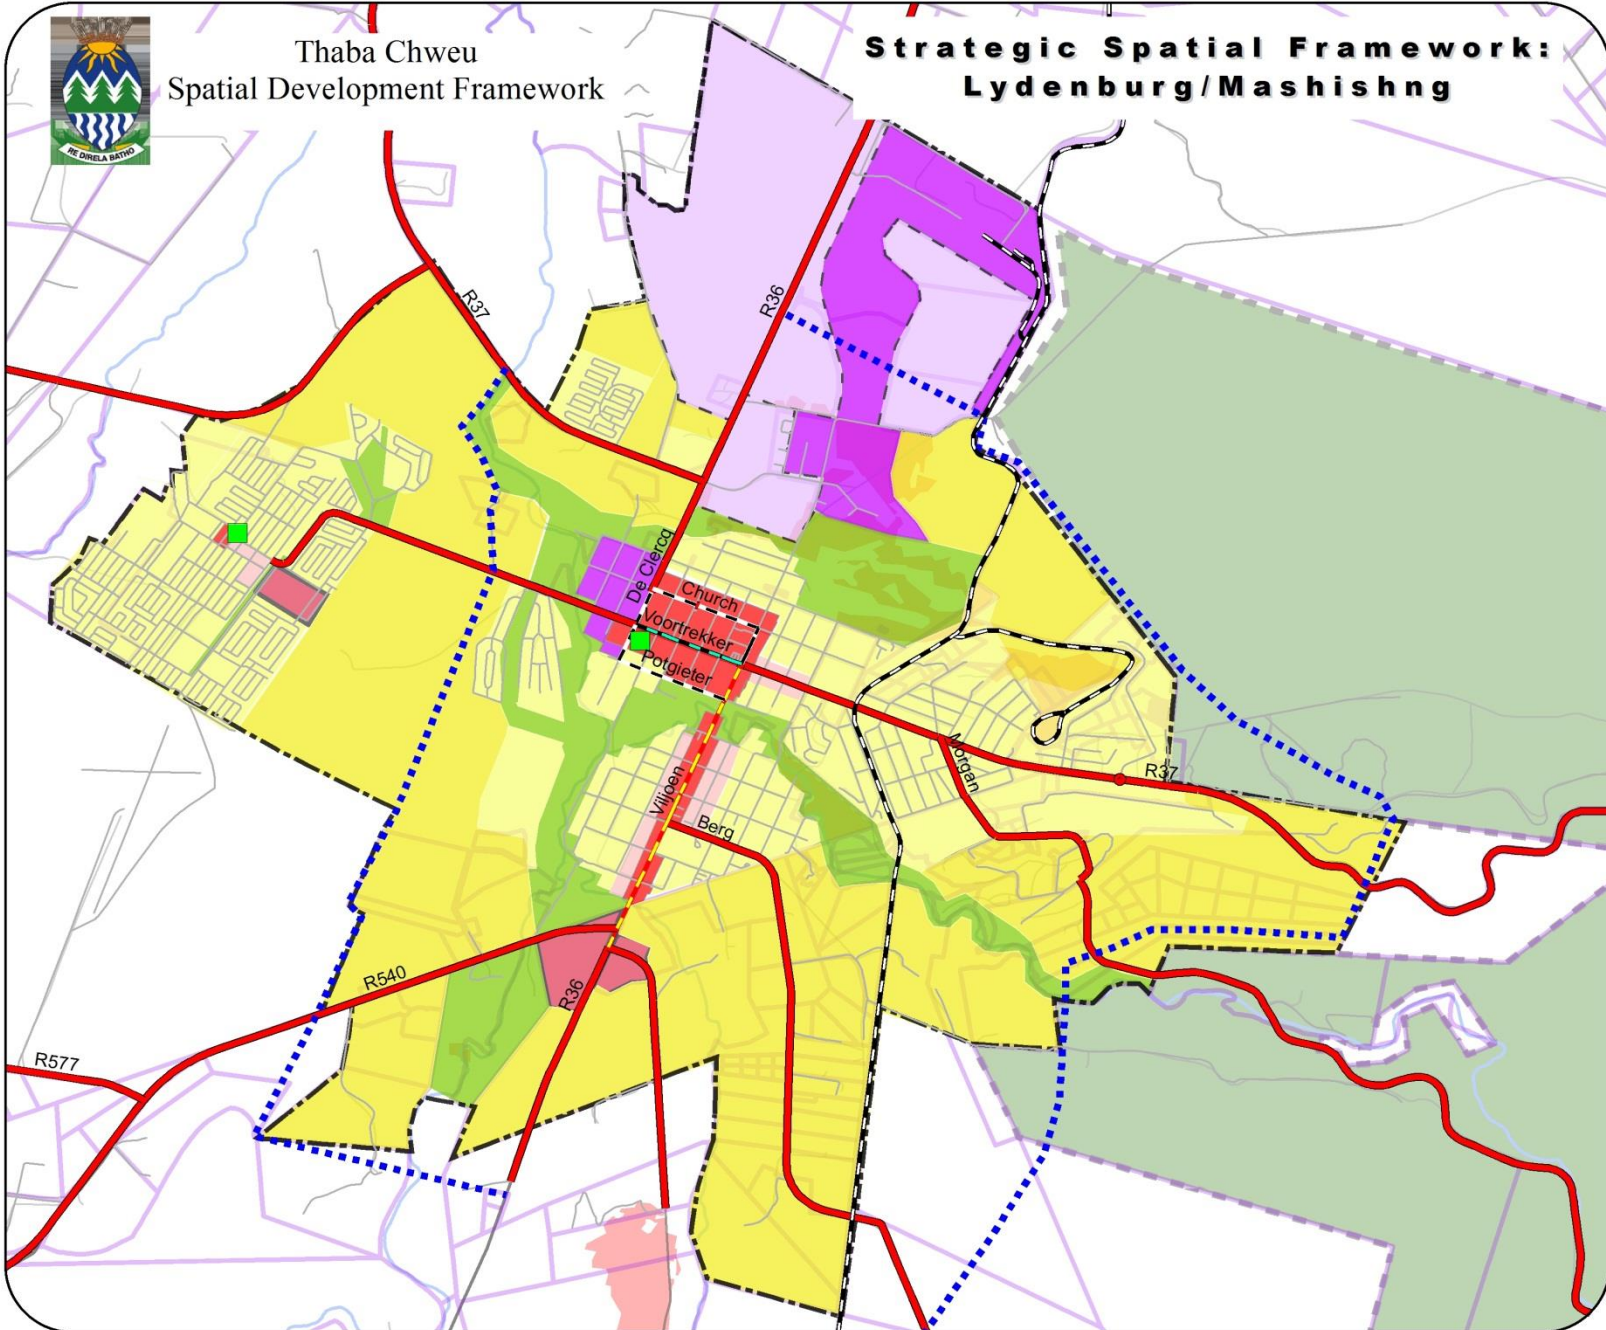 Thaba Chweu
Spatial Development Framework
Strategic Spatial Framework:
Lydenburg/Mashishng
RE DIRELA BATHO
R37
R36
De Clercq
Church
Voortrekker
Potgieter
Viljoen
Berg
Morgan
R37
R540
R36
R577